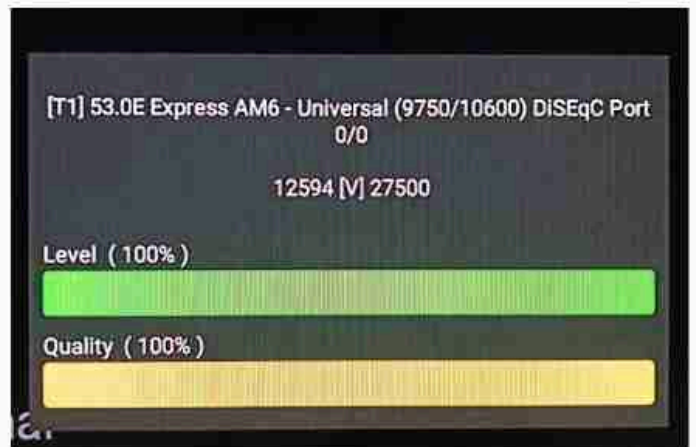 [T1] 53.0E Express AM6 - Universal (9750/10600) DiSEqC Port
0/0
12594 [V] 27500
Level ( 100% )
Quality ( 100% )